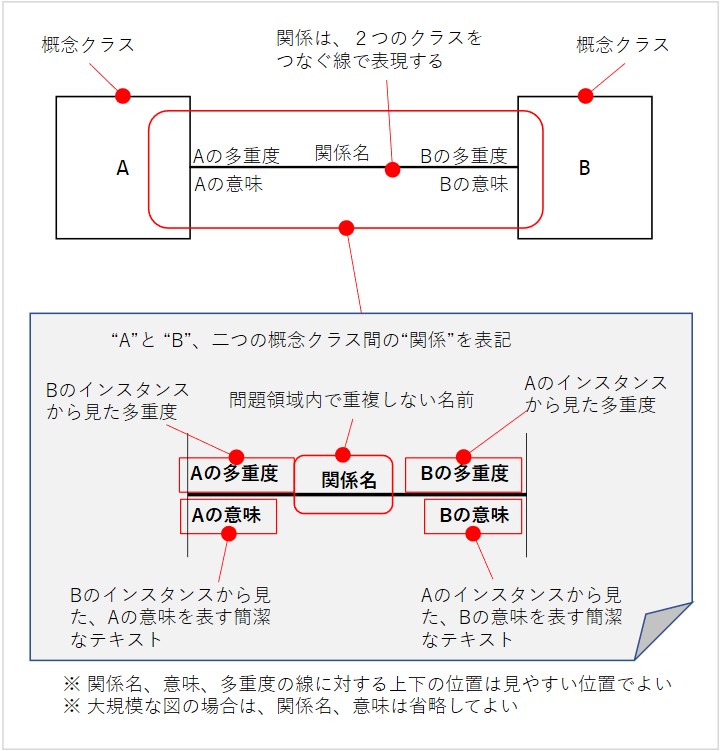 概念クラス
関係は、２つのクラスを
つなぐ線で表現する
概念クラス
A
Aの多重度
関係名
Bの多重度
Aの意味
Bの意味
B
“A”と “B”、二つの概念クラス間の“関係”を表記
Bのインスタンス
から見た多重度
問題領域内で重複しない名前
Aのインスタンス
から見た多重度
Aの多重度
関係名
Bの多重度
Aの意味
Bの意味
Bのインスタンスから見
た、Aの意味を表す簡潔
なテキスト
Aのインスタンスから見
た、Bの意味を表す簡潔
なテキスト
※ 関係名、意味、多重度の線に対する上下の位置は見やすい位置でよい
※ 大規模な図の場合は、関係名、意味は省略してよい